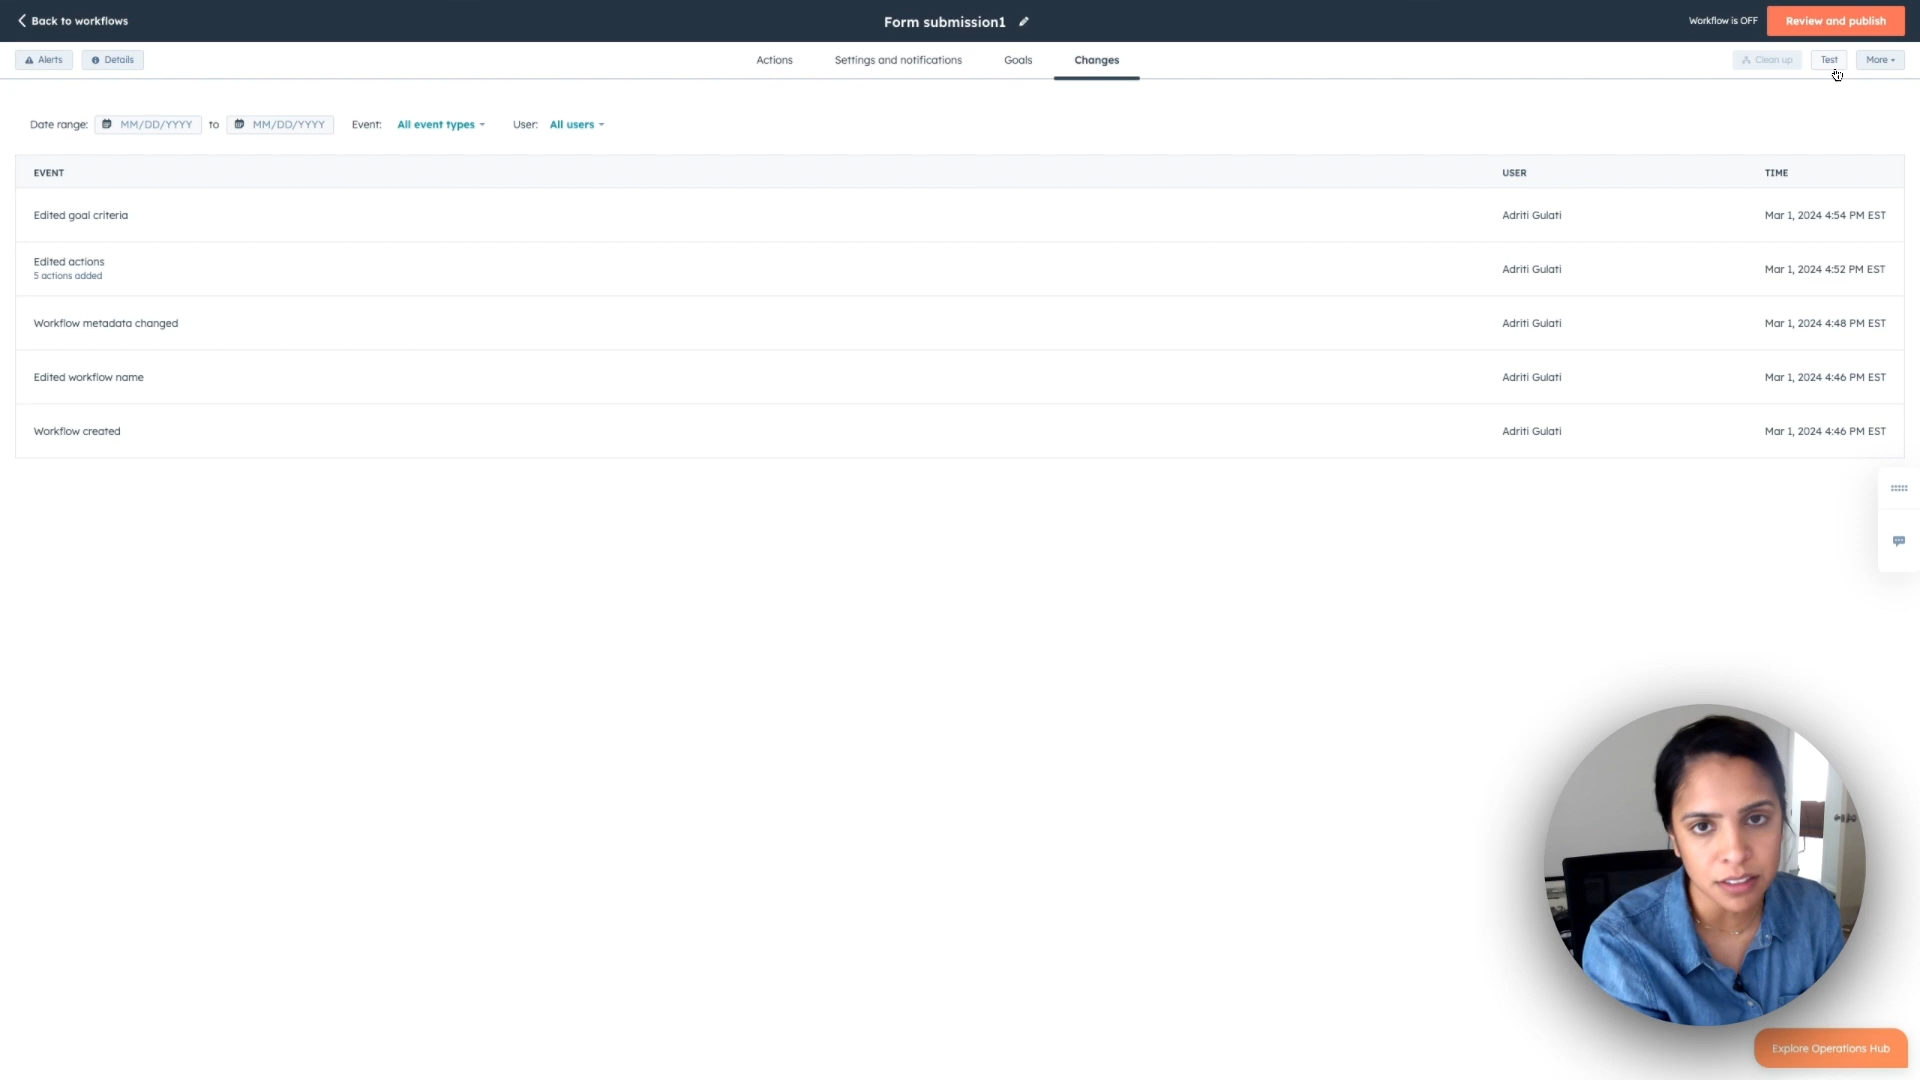 Back to workflows
Form submission1
Workflow is OFF
Review and publish
Alerts
Details
Actions
Settings and notifications
Goals
Changes
Clean up
Test
More
Date range: MM/DD/YYYY to MM/DD/YYYY Event: All event types User: All users
EVENT USER TIME
Edited goal criteria Adriti Gulati Mar 1, 2024 4:54 PM EST
Edited actions
5 actions added
Adriti Gulati Mar 1, 2024 4:52 PM EST
Workflow metadata changed Adriti Gulati Mar 1, 2024 4:48 PM EST
Edited workflow name Adriti Gulati Mar 1, 2024 4:46 PM EST
Workflow created Adriti Gulati Mar 1, 2024 4:46 PM EST
Explore Operations Hub